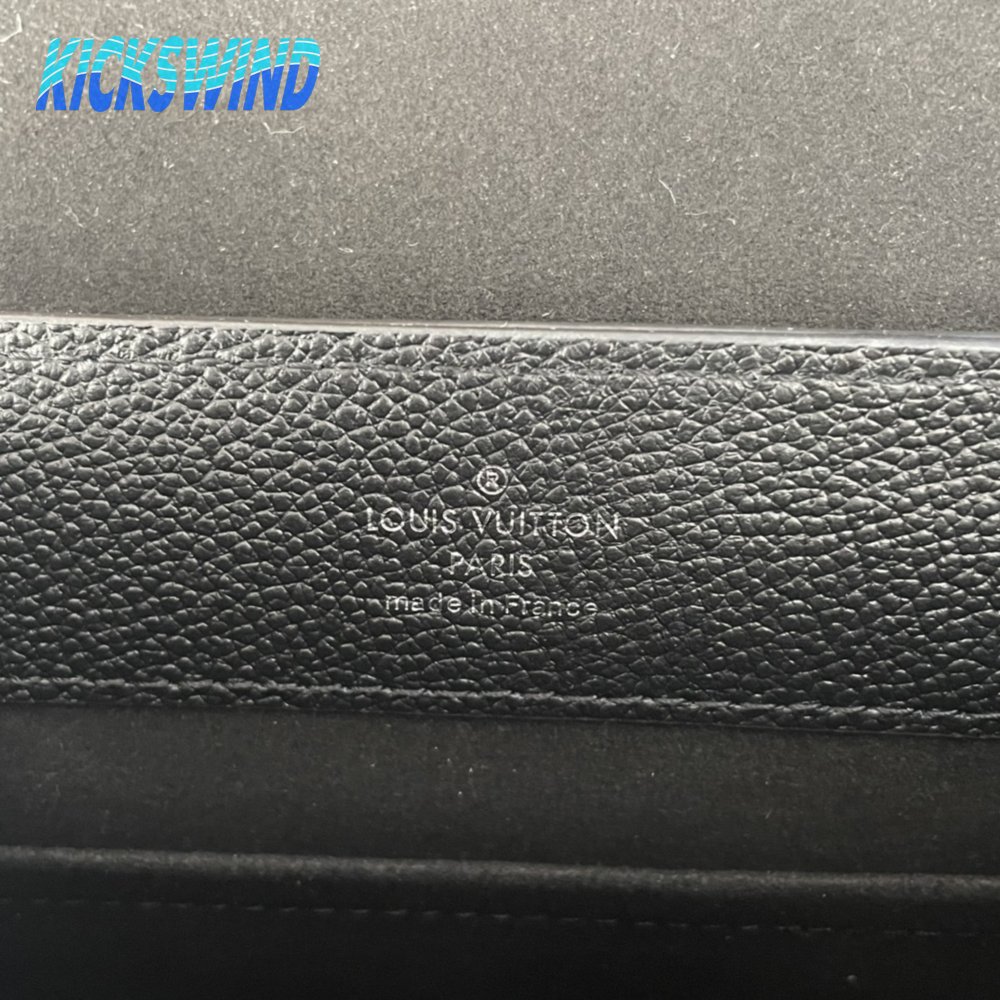 KICKSWIND
®
LOUIS VUITTON
PARIS
made in France